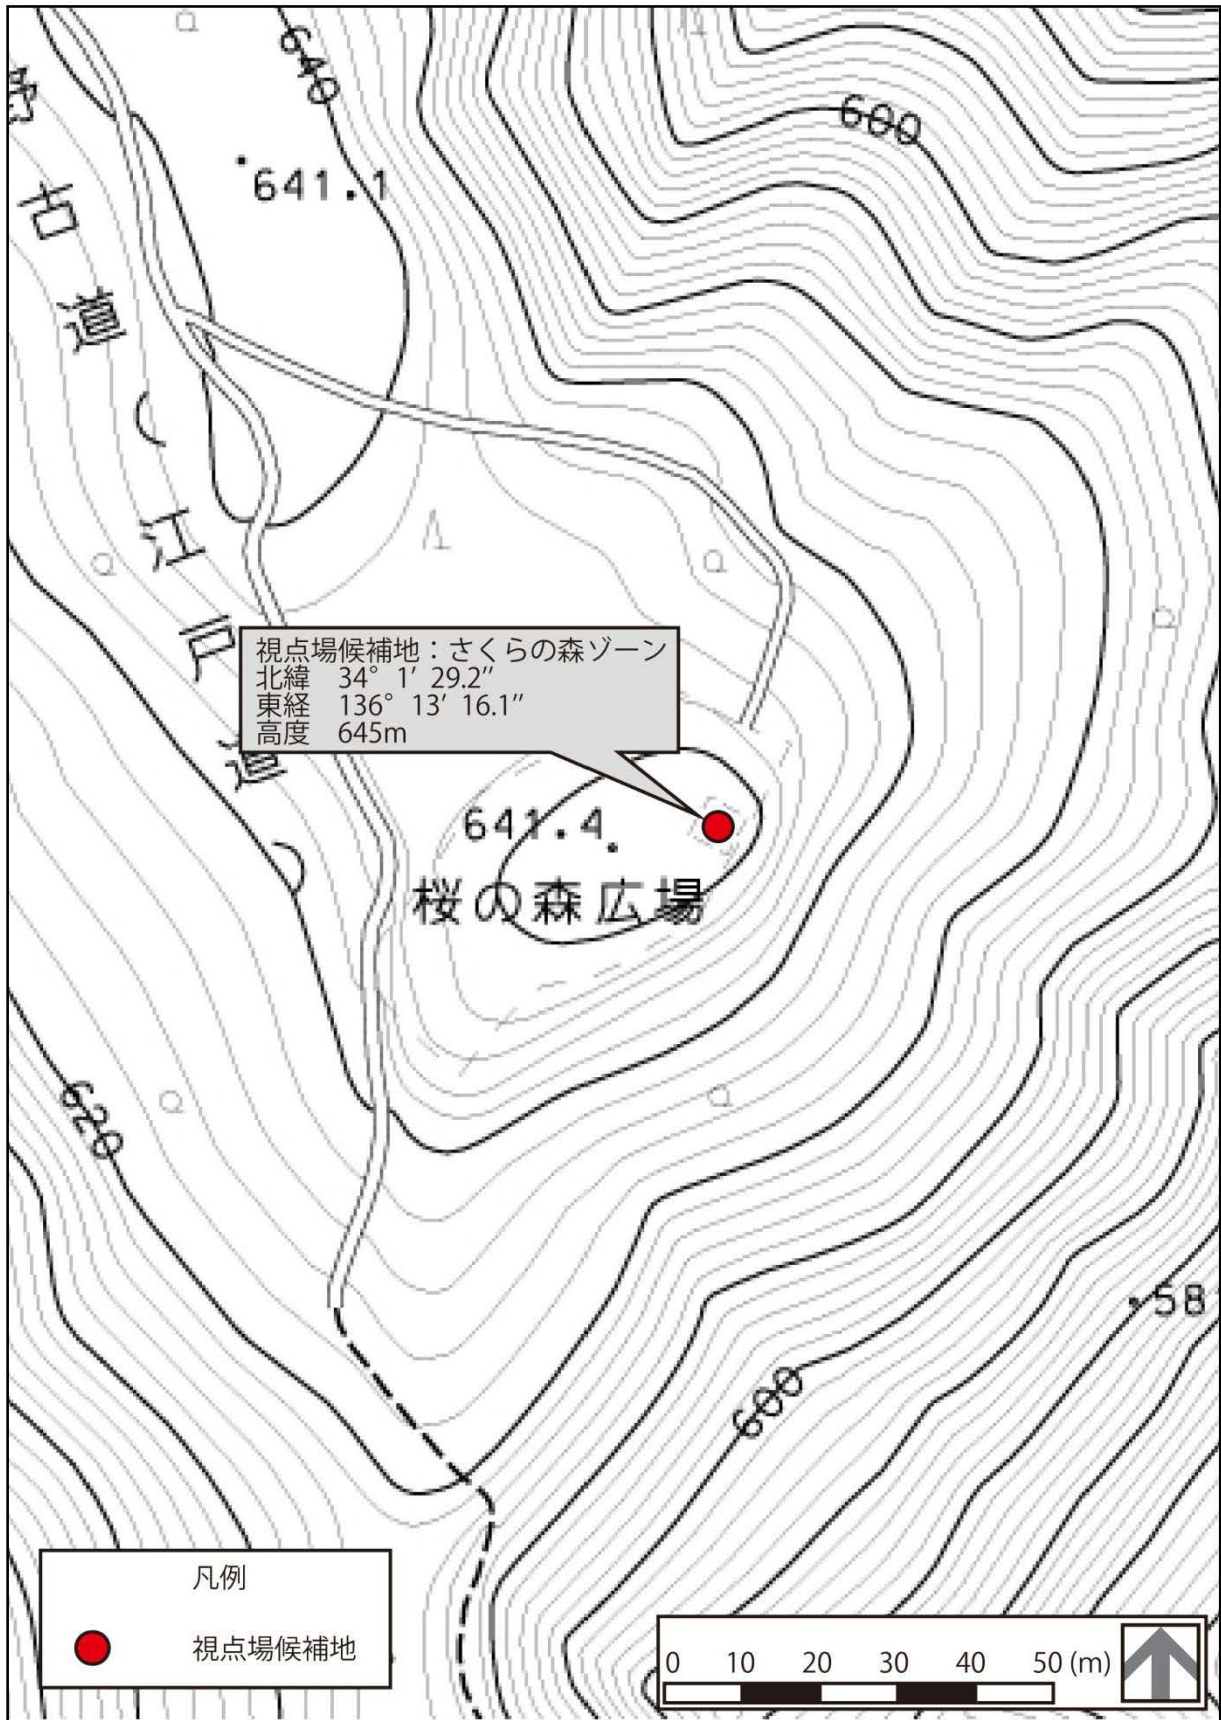 640
600
641.1
古道(江戸道)
視点場候補地：さくらの森ゾーン
北緯 34° 1′ 29.2″
東経 136° 13′ 16.1″
高度 645m
641.4
桜の森広場
620
58
600
凡例
視点場候補地
0 10 20 30 40 50 (m)